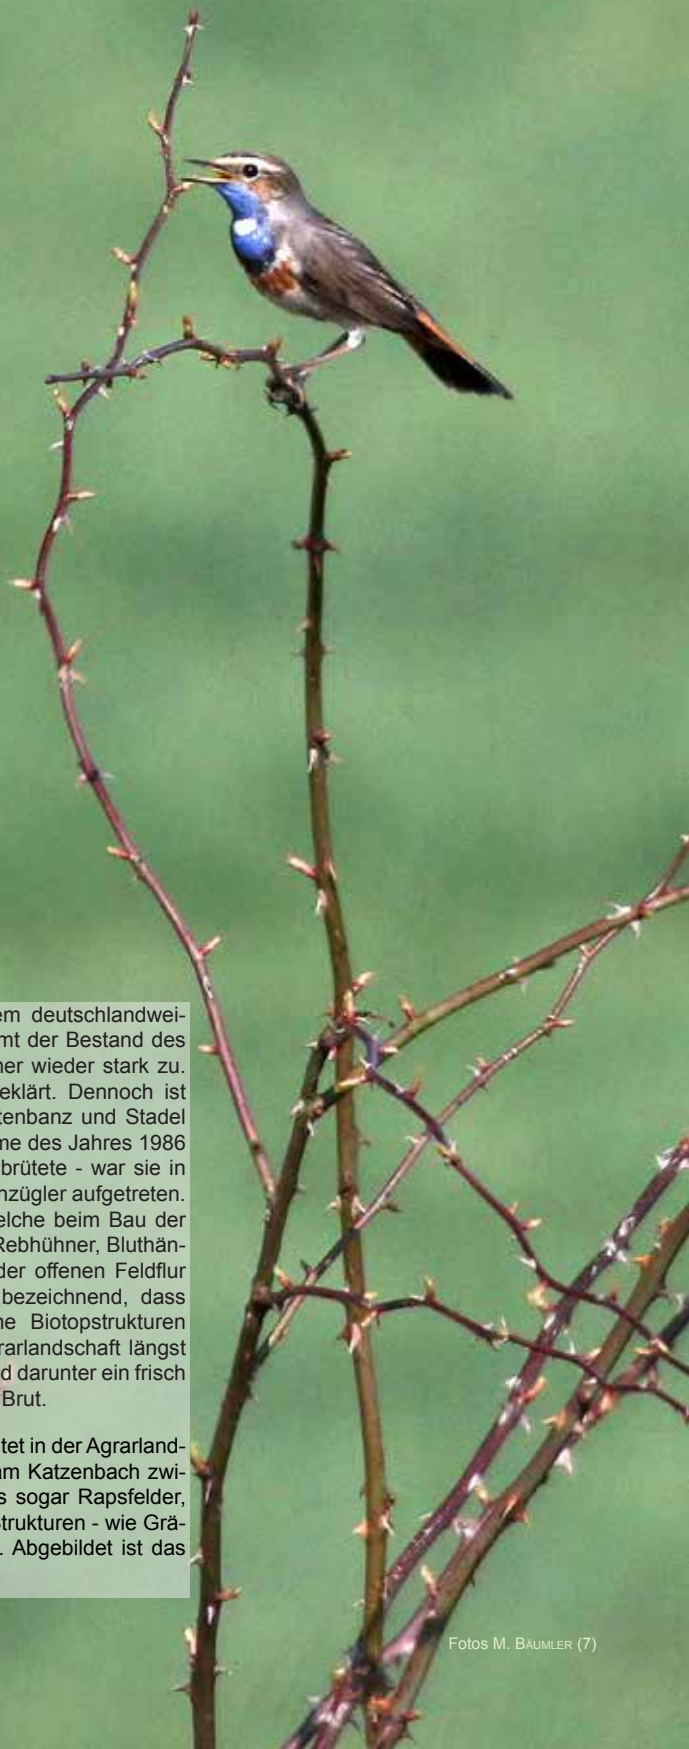 em deutschlandwei-
mt der Bestand des
ner wieder stark zu.
eklärt. Dennoch ist
tenbanz und Stadel
me des Jahres 1986
brütete - war sie in
nzügler aufgetreten.
elche beim Bau der
Rebhühner, Bluthän-
der offenen Feldflur
bezeichnend, dass
ne Biotopstrukturen
rarlandschaft längst
d darunter ein frisch
Brut.
tet in der Agrarland-
am Katzenbach zwi-
s sogar Rapsfelder,
Strukturen - wie Grä-
. Abgebildet ist das
Fotos M. BÄUMLER (7)